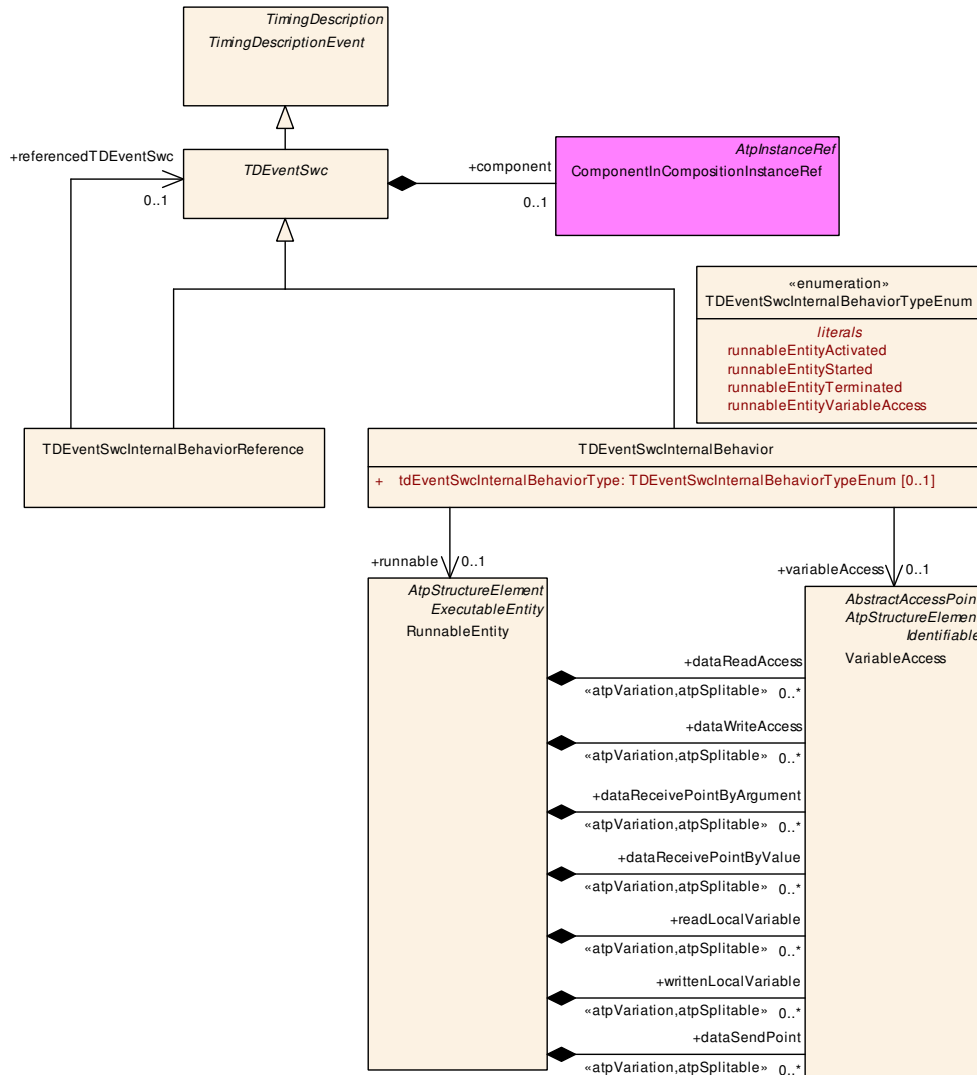 TimingDescription
TimingDescriptionEvent
+referencedTDEventSwc
0..1
TDEventSwc
+component
0..1
AtpInstanceRef
ComponentInCompositionInstanceRef
«enumeration»
TDEventSwcInternalBehaviorTypeEnum
literals
runnableEntityActivated
runnableEntityStarted
runnableEntityTerminated
runnableEntityVariableAccess
TDEventSwcInternalBehaviorReference
TDEventSwcInternalBehavior
+ tdEventSwcInternalBehaviorType: TDEventSwcInternalBehaviorTypeEnum [0..1]
+runnable 0..1
+variableAccess 0..1
AtpStructureElement
ExecutableEntity
RunnableEntity
AbstractAccessPoin
AtpStructureElemen
Identifiable
VariableAccess
+dataReadAccess
«atpVariation,atpSplitable» 0..*
+dataWriteAccess
«atpVariation,atpSplitable» 0..*
+dataReceivePointByArgument
«atpVariation,atpSplitable» 0..*
+dataReceivePointByValue
«atpVariation,atpSplitable» 0..*
+readLocalVariable
«atpVariation,atpSplitable» 0..*
+writtenLocalVariable
«atpVariation,atpSplitable» 0..*
+dataSendPoint
«atpVariation,atpSplitable» 0..*